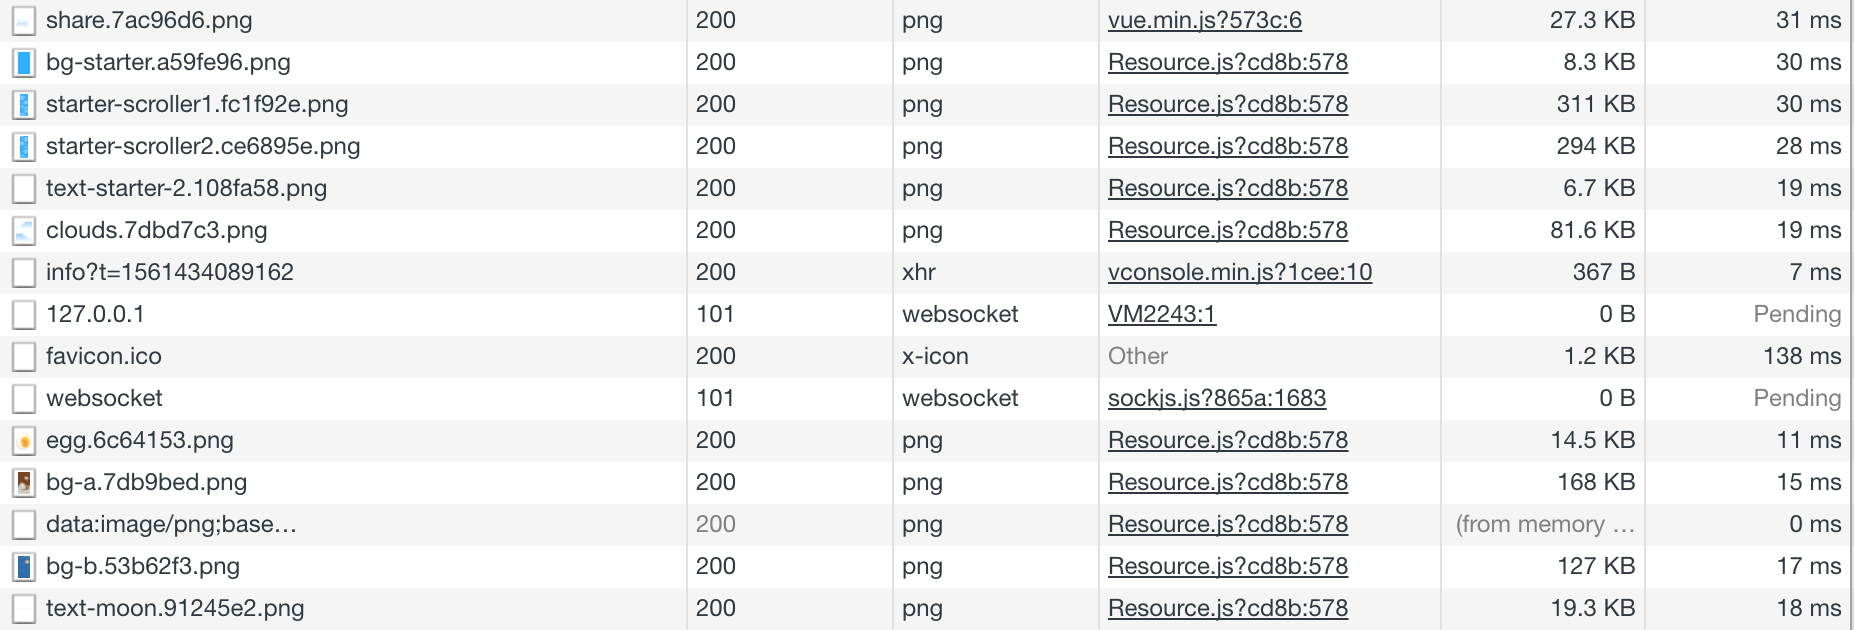 share.7ac96d6.png 200 png vue.min.js?573c:6 27.3 KB 31 ms
bg-starter.a59fe96.png 200 png Resource.js?cd8b:578 8.3 KB 30 ms
starter-scroller1.fc1f92e.png 200 png Resource.js?cd8b:578 311 KB 30 ms
starter-scroller2.ce6895e.png 200 png Resource.js?cd8b:578 294 KB 28 ms
text-starter-2.108fa58.png 200 png Resource.js?cd8b:578 6.7 KB 19 ms
clouds.7dbd7c3.png 200 png Resource.js?cd8b:578 81.6 KB 19 ms
info?t=1561434089162 200 xhr vconsole.min.js?1cee:10 367 B 7 ms
127.0.0.1 101 websocket VM2243:1 0 B Pending
favicon.ico 200 x-icon Other 1.2 KB 138 ms
websocket 101 websocket sockjs.js?865a:1683 0 B Pending
egg.6c64153.png 200 png Resource.js?cd8b:578 14.5 KB 11 ms
bg-a.7db9bed.png 200 png Resource.js?cd8b:578 168 KB 15 ms
data:image/png;base… 200 png Resource.js?cd8b:578 (from memory … 0 ms
bg-b.53b62f3.png 200 png Resource.js?cd8b:578 127 KB 17 ms
text-moon.91245e2.png 200 png Resource.js?cd8b:578 19.3 KB 18 ms